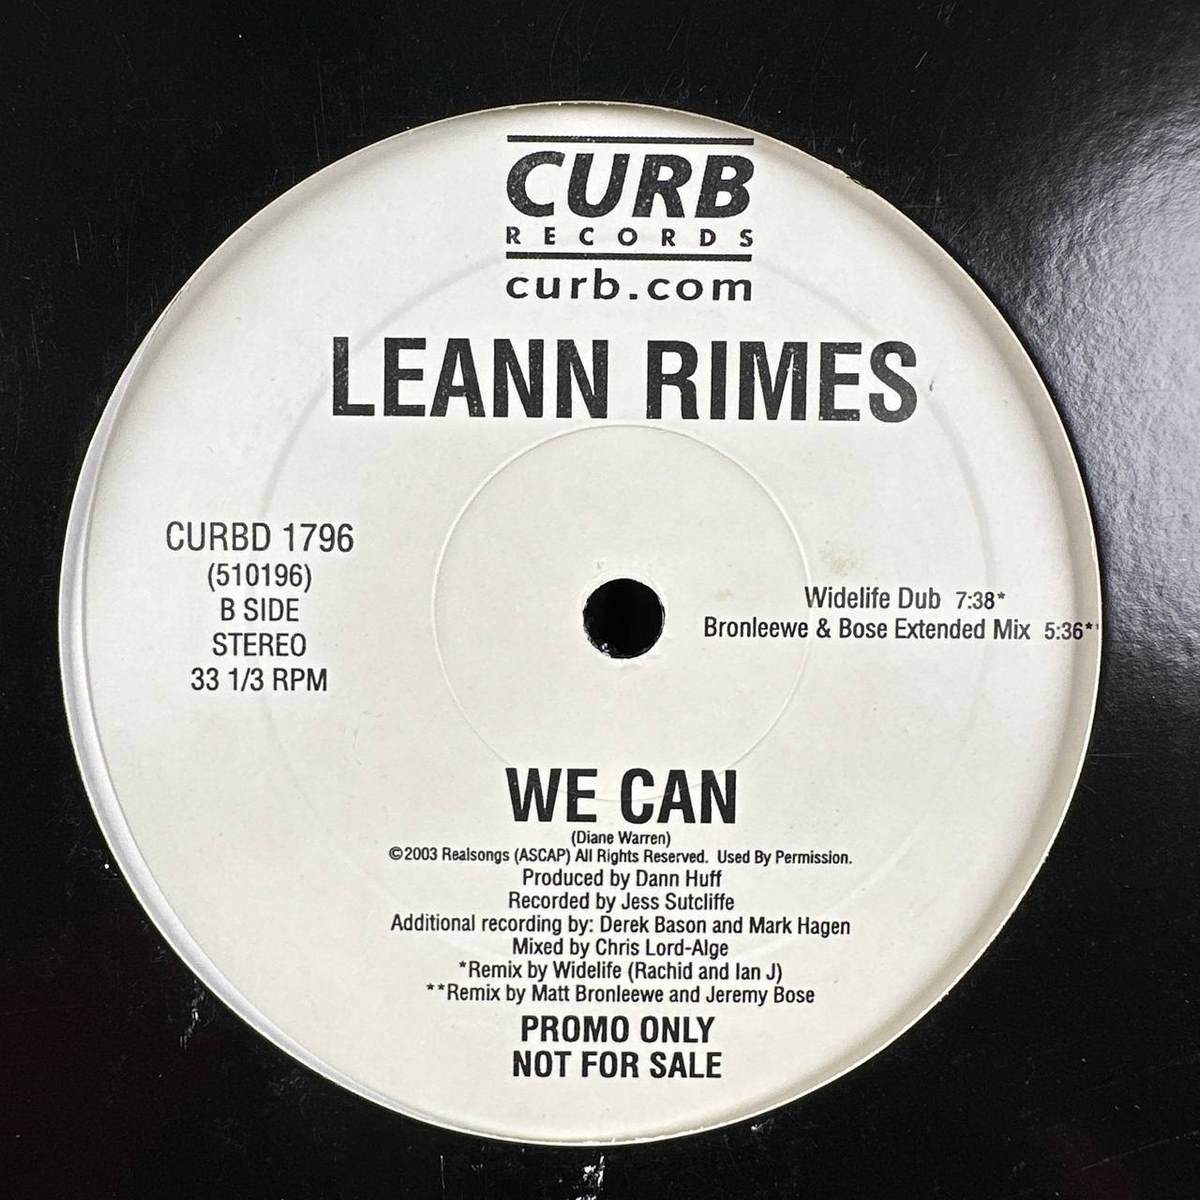 CURB
RECORDS
curb.com
LEANN RIMES
CURBD 1796
(510196)
B SIDE
STEREO
33 1/3 RPM
Widelife Dub 7:38*
Bronleewe & Bose Extended Mix 5:36**
WE CAN
(Diane Warren)
©2003 Realsongs (ASCAP) All Rights Reserved. Used By Permission.
Produced by Dann Huff
Recorded by Jess Sutcliffe
Additional recording by: Derek Bason and Mark Hagen
Mixed by Chris Lord-Alge
*Remix by Widelife (Rachid and Ian J)
**Remix by Matt Bronleewe and Jeremy Bose
PROMO ONLY
NOT FOR SALE